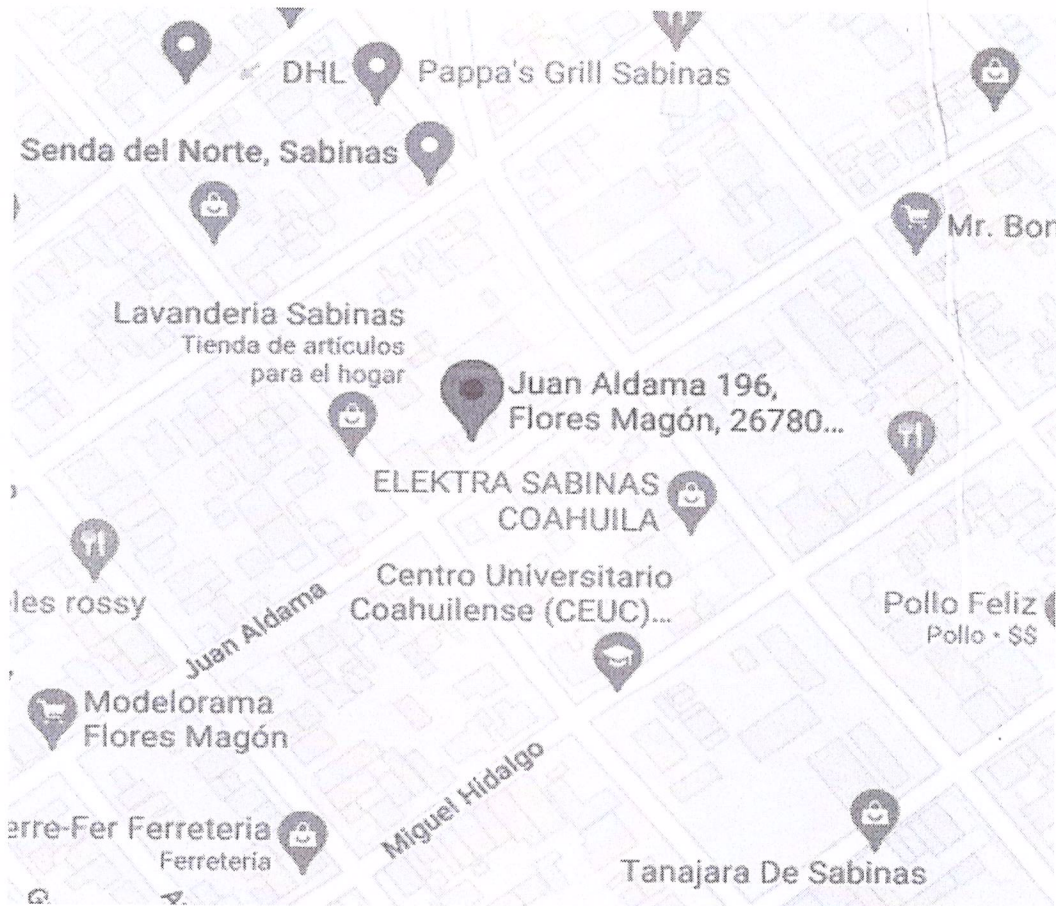 DHL
Pappa's Grill Sabinas
Senda del Norte, Sabinas
Mr. Bor
Lavanderia Sabinas
Tienda de artículos
para el hogar
Juan Aldama 196,
Flores Magón, 26780...
ELEKTRA SABINAS
COAHUILA
Centro Universitario
Coahuilense (CEUC)...
les rossy
Pollo Feliz
Pollo • $$
Juan Aldama
Modelorama
Flores Magón
Miguel Hidalgo
erre-Fer Ferreteria
Ferretería
Tanajara De Sabinas